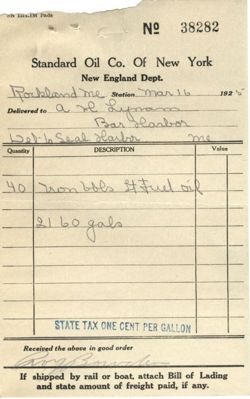 No 38282
Standard Oil Co. Of New York
New England Dept.
Rockland Me Station Mar 16 192
Delivered to A H Lynam
Bar Harbor
Seal Harbor Me
Quantity DESCRIPTION Value
40 Iron bbls Fuel oil
2160 gals
STATE TAX ONE CENT PER GALLON
Received the above in good order
If shipped by rail or boat, attach Bill of Lading
and state amount of freight paid, if any.